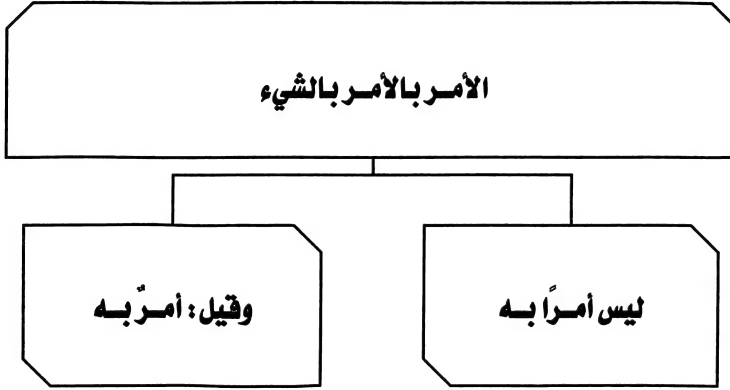 الأمر بالأمر بالشيء
ليس أمرًا به
وقيل: أمرٌ به